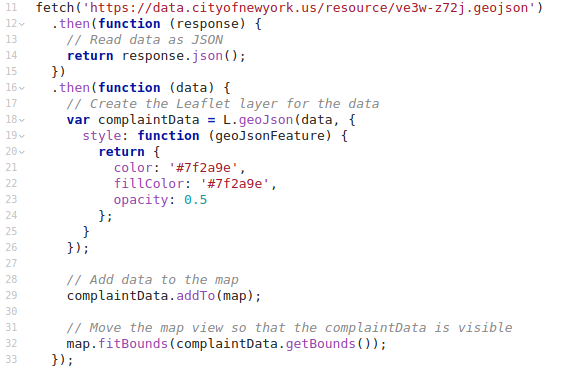 11 fetch('https://data.cityofnewyork.us/resource/ve3w-z72j.geojson')
12 .then(function (response) {
13 // Read data as JSON
14 return response.json();
15 })
16 .then(function (data) {
17 // Create the Leaflet layer for the data
18 var complaintData = L.geoJson(data, {
19 style: function (geoJsonFeature) {
20 return {
21 color: '#7f2a9e',
22 fillColor: '#7f2a9e',
23 opacity: 0.5
24 };
25 }
26 });
27
28 // Add data to the map
29 complaintData.addTo(map);
30
31 // Move the map view so that the complaintData is visible
32 map.fitBounds(complaintData.getBounds());
33 });